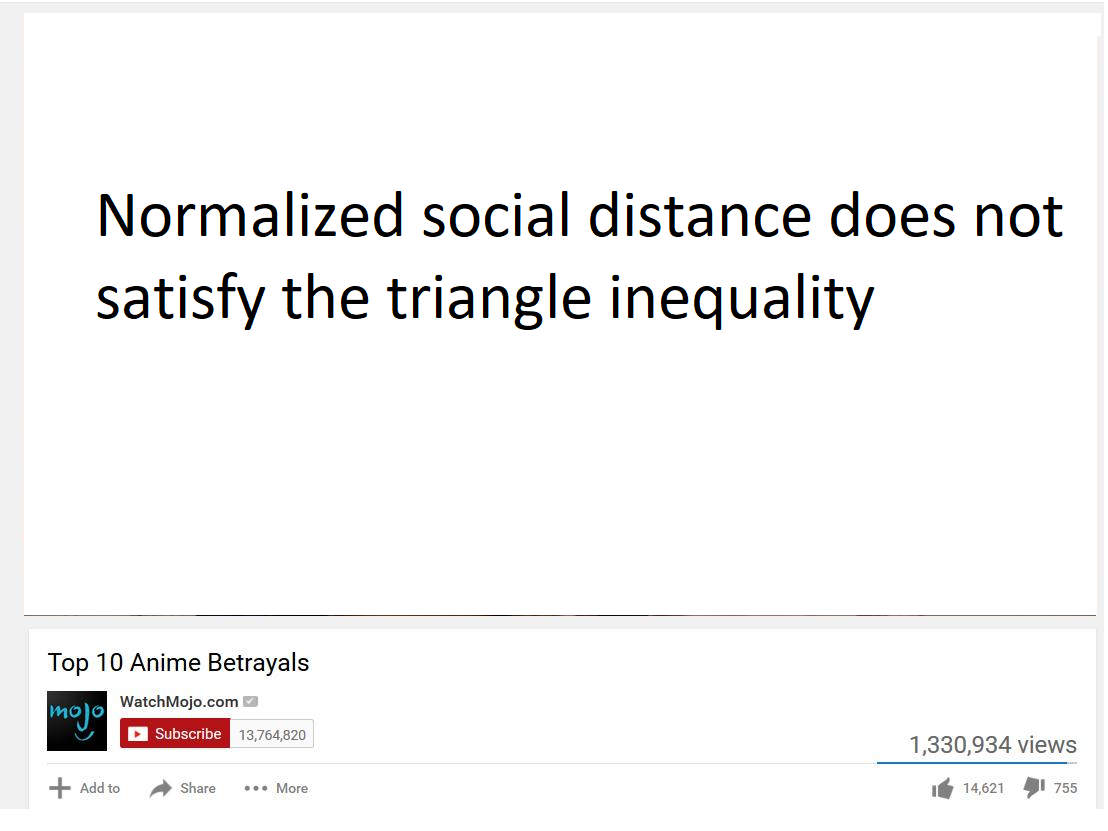 Normalized social distance does not
satisfy the triangle inequality
Top 10 Anime Betrayals
mojo
WatchMojo.com
Subscribe 13,764,820
1,330,934 views
Add to Share More 14,621 755